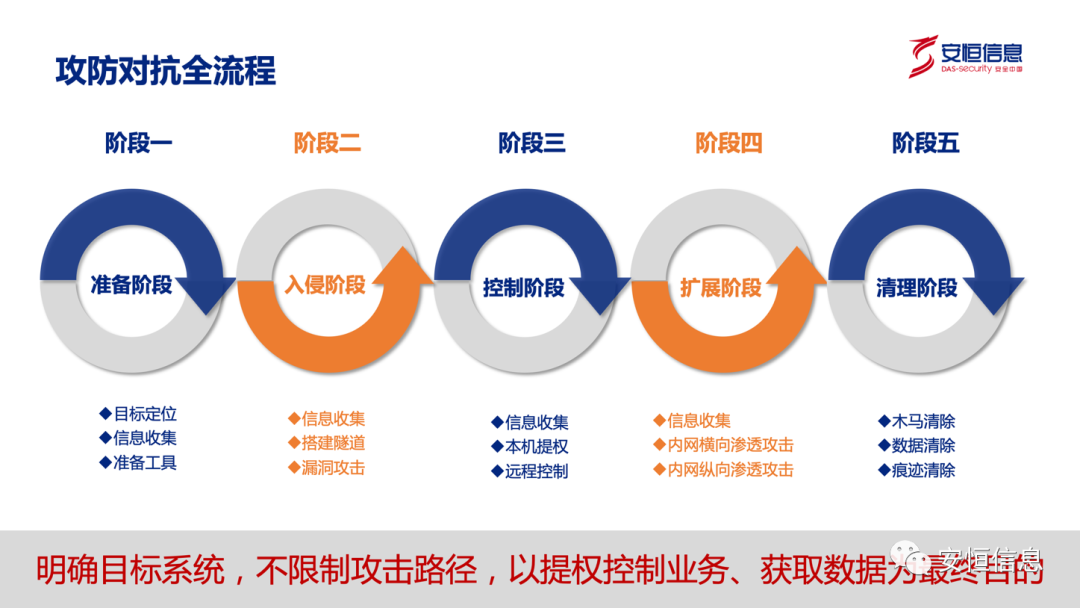 攻防对抗全流程
安恒信息
DAS-security 安全中国
阶段一
阶段二
阶段三
阶段四
阶段五
准备阶段
入侵阶段
控制阶段
扩展阶段
清理阶段
◆目标定位
◆信息收集
◆准备工具
◆信息收集
◆搭建隧道
◆漏洞攻击
◆信息收集
◆本机提权
◆远程控制
◆信息收集
◆内网横向渗透攻击
◆内网纵向渗透攻击
◆木马清除
◆数据清除
◆痕迹清除
明确目标系统，不限制攻击路径，以提权控制业务、获取数据为最终目的
安恒信息